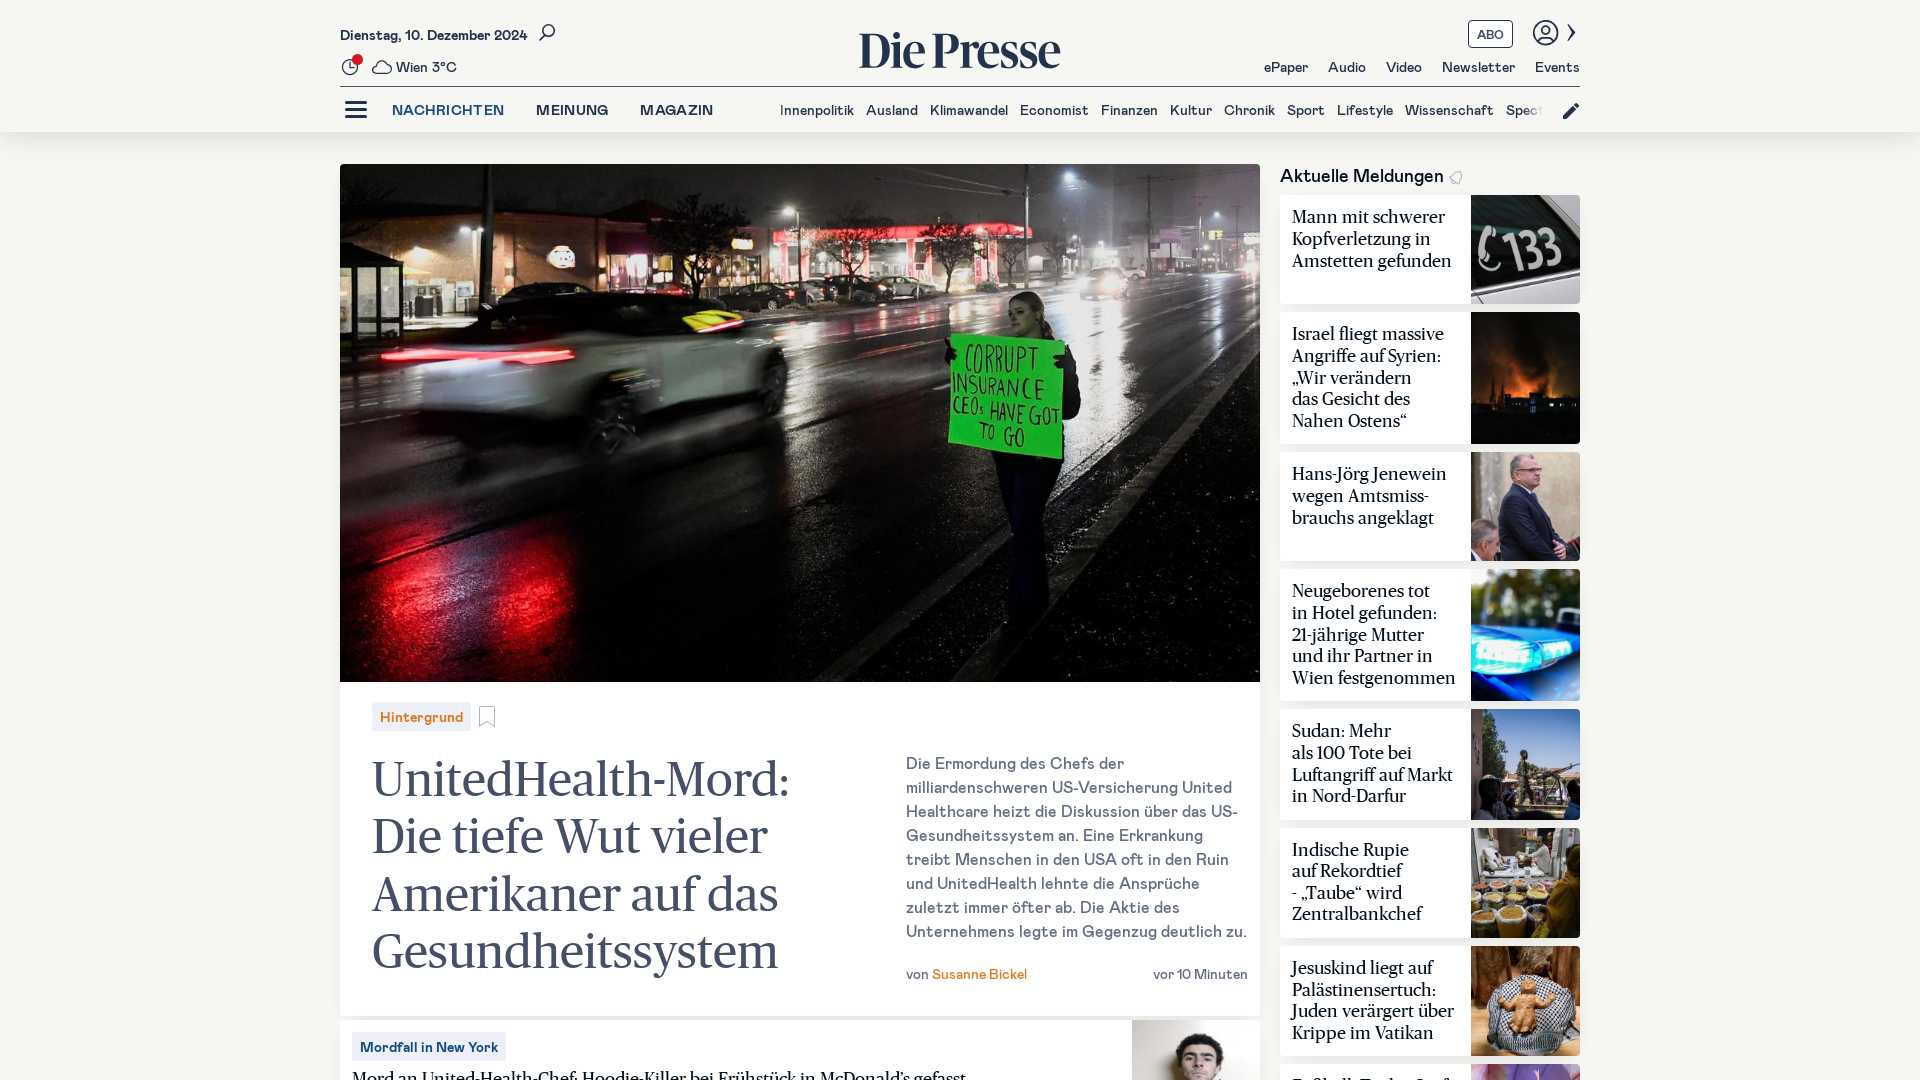 Dienstag, 10. Dezember 2024
Wien 3°C
Die Presse
ABO
ePaper Audio Video Newsletter Events
NACHRICHTEN MEINUNG MAGAZIN
Innenpolitik Ausland Klimawandel Economist Finanzen Kultur Chronik Sport Lifestyle Wissenschaft
CORRUPT
INSURANCE
CEOs HAVE GOT
TO GO
Hintergrund
UnitedHealth-Mord:
Die tiefe Wut vieler
Amerikaner auf das
Gesundheitssystem
Die Ermordung des Chefs der
milliardenschweren US-Versicherung United
Healthcare heizt die Diskussion über das US-
Gesundheitssystem an. Eine Erkrankung
treibt Menschen in den USA oft in den Ruin
und UnitedHealth lehnte die Ansprüche
zuletzt immer öfter ab. Die Aktie des
Unternehmens legte im Gegenzug deutlich zu.
von Susanne Bickel
vor 10 Minuten
Mordfall in New York
Mord an United-Health-Chef: Hoodie-Killer bei Frühstück in McDonald’s gefasst
Aktuelle Meldungen
Mann mit schwerer
Kopfverletzung in
Amstetten gefunden
133
Israel fliegt massive
Angriffe auf Syrien:
„Wir verändern
das Gesicht des
Nahen Ostens“
Hans-Jörg Jenewein
wegen Amtsmiss-
brauchs angeklagt
Neugeborenes tot
in Hotel gefunden:
21-jährige Mutter
und ihr Partner in
Wien festgenommen
Sudan: Mehr
als 100 Tote bei
Luftangriff auf Markt
in Nord-Darfur
Indische Rupie
auf Rekordtief
- „Taube“ wird
Zentralbankchef
Jesuskind liegt auf
Palästinensertuch:
Juden verärgert über
Krippe im Vatikan